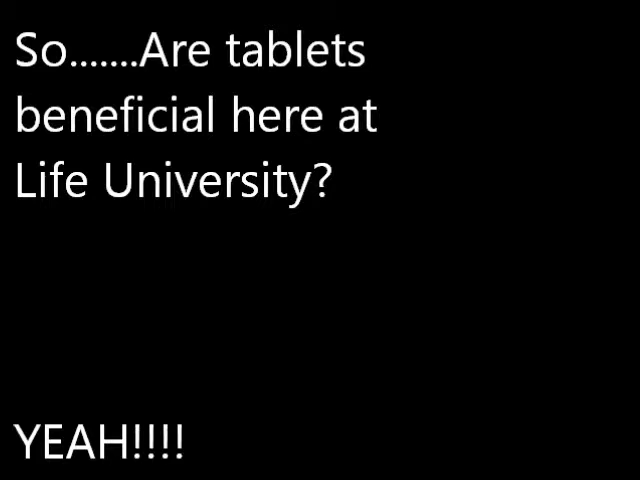 So.......Are tablets
beneficial here at
Life University?
YEAH!!!!